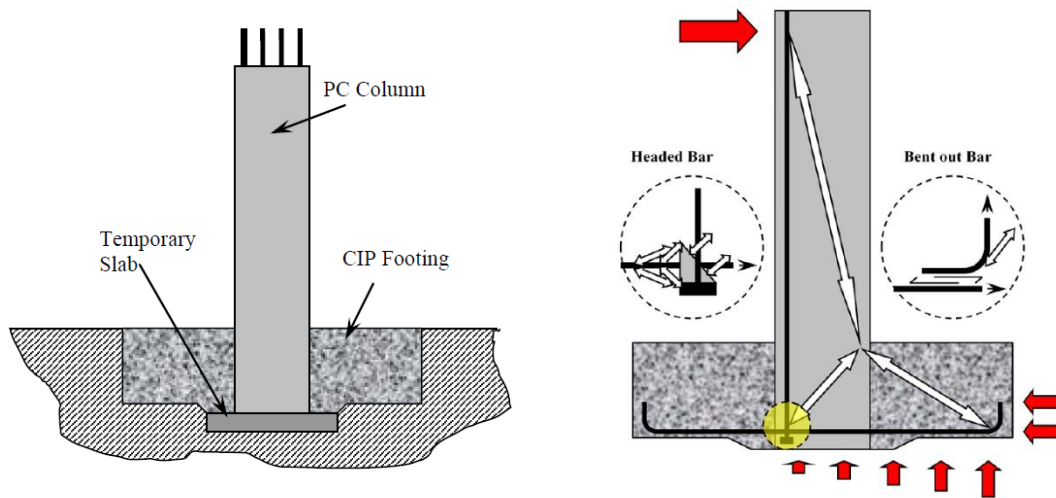 PC Column
Temporary
Slab
CIP Footing
Headed Bar
Bent out Bar